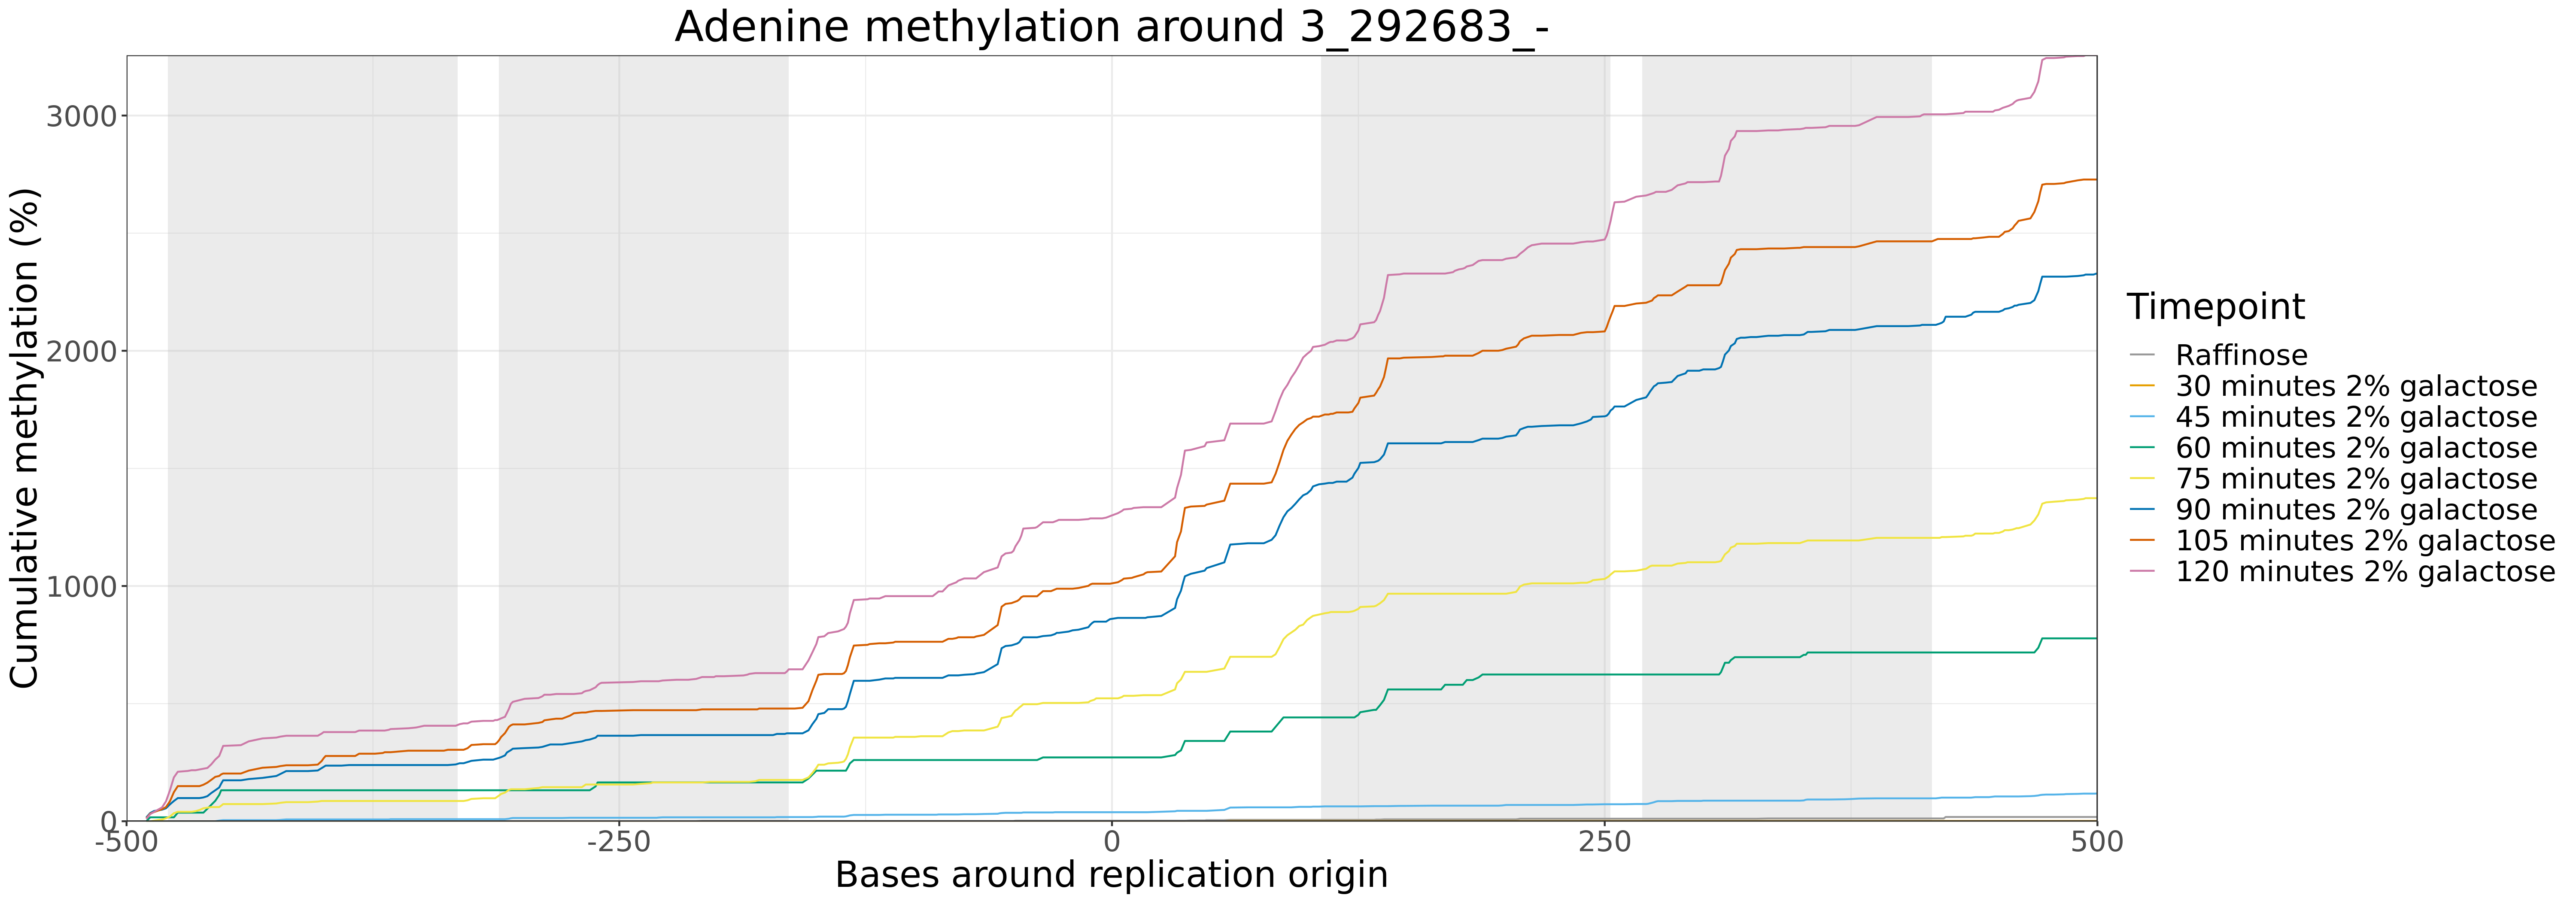 Adenine methylation around 3_292683_-
Cumulative methylation (%)
3000
2000
1000
0
-500
-250
0
250
500
Bases around replication origin
Timepoint
Raffinose
30 minutes 2% galactose
45 minutes 2% galactose
60 minutes 2% galactose
75 minutes 2% galactose
90 minutes 2% galactose
105 minutes 2% galactose
120 minutes 2% galactose